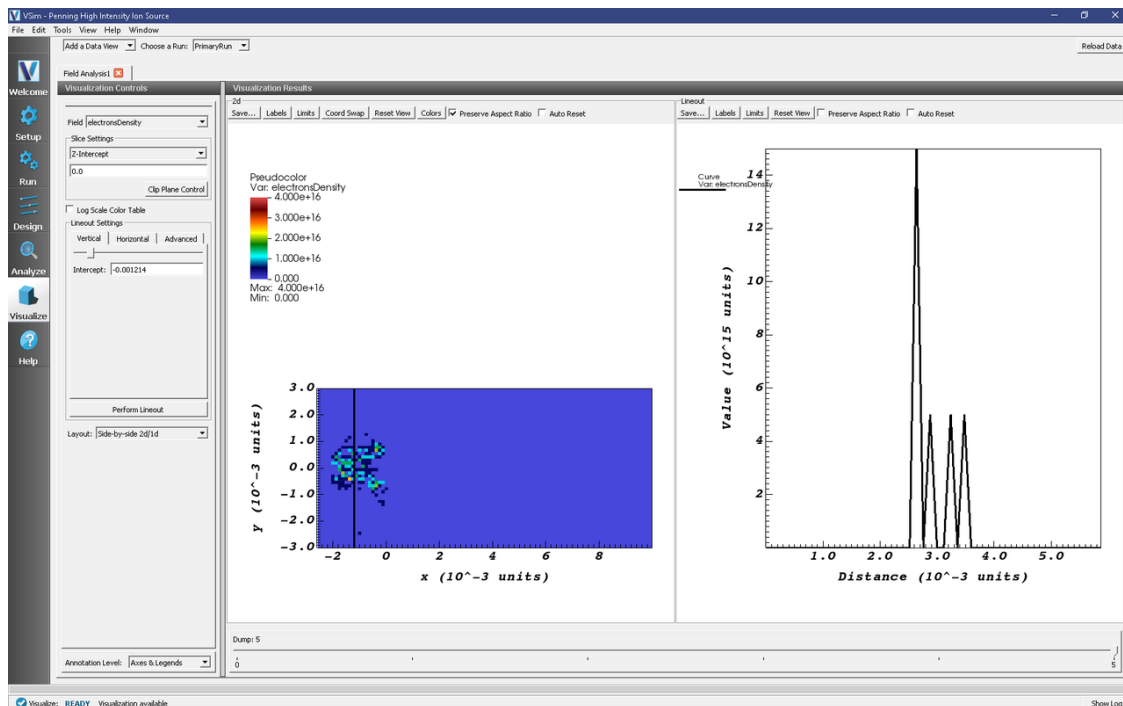 VSim - Penning High Intensity Ion Source
File Edit Tools View Help Window
Add a Data View Choose a Run: PrimaryRun Reload Data
Field Analysis1
Welcome
Setup
Run
Design
Analyze
Visualize
Help
Visualization Controls
Field electronsDensity
Slice Settings
Z-Intercept
0.0
Clip Plane Control
Log Scale Color Table
Lineout Settings
Vertical Horizontal Advanced
Intercept: -0.001214
Perform Lineout
Layout: Side-by-side 2d/1d
Annotation Level: Axes & Legends
Visualization Results
2d
Save... Labels Limits Coord Swap Reset View Colors Preserve Aspect Ratio Auto Reset
Pseudocolor
Var: electronsDensity
4.000e+16
3.000e+16
2.000e+16
1.000e+16
0.000
Max: 4.000e+16
Min: 0.000
y (10^-3 units)
3.0
2.0
1.0
0.0
-1.0
-2.0
-3.0
-2 0 2 4 6 8
x (10^-3 units)
Lineout
Save... Labels Limits Reset View Preserve Aspect Ratio Auto Reset
Curve
Var: electronsDensity
Value (10^15 units)
14
12
10
8
6
4
2
1.0 2.0 3.0 4.0 5.0
Distance (10^-3 units)
Dump: 5
0 5
Visualize: READY Visualization available Show Log